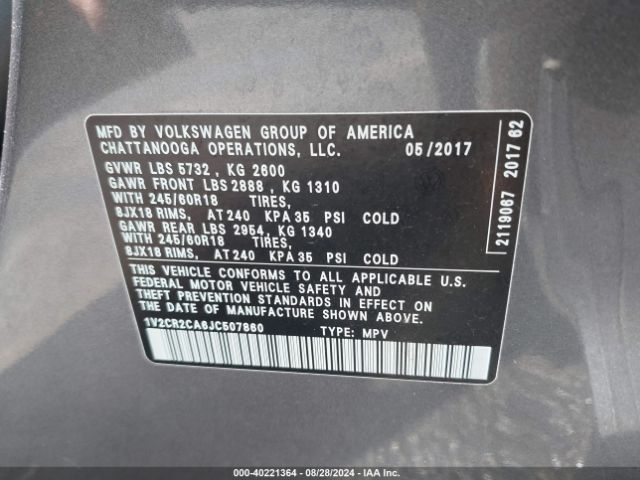 MFD BY VOLKSWAGEN GROUP OF AMERICA
CHATTANOOGA OPERATIONS, LLC. 05/2017
GVWR LBS 5732 , KG 2600
GAWR FRONT LBS 2888 , KG 1310
WITH 245/60R18 TIRES,
8JX18 RIMS, AT 240 KPA 35 PSI COLD
GAWR REAR LBS 2954, KG 1340
WITH 245/60R18 TIRES,
8JX18 RIMS, AT 240 KPA 35 PSI COLD
THIS VEHICLE CONFORMS TO ALL APPLICABLE U.S.
FEDERAL MOTOR VEHICLE SAFETY AND
THEFT PREVENTION STANDARDS IN EFFECT ON
THE DATE OF MANUFACTURE SHOWN ABOVE.
1V2CR2CA6JC507860 TYPE: MPV
2119067 2017 62
000-40221364 - 08/28/2024 - IAA Inc.